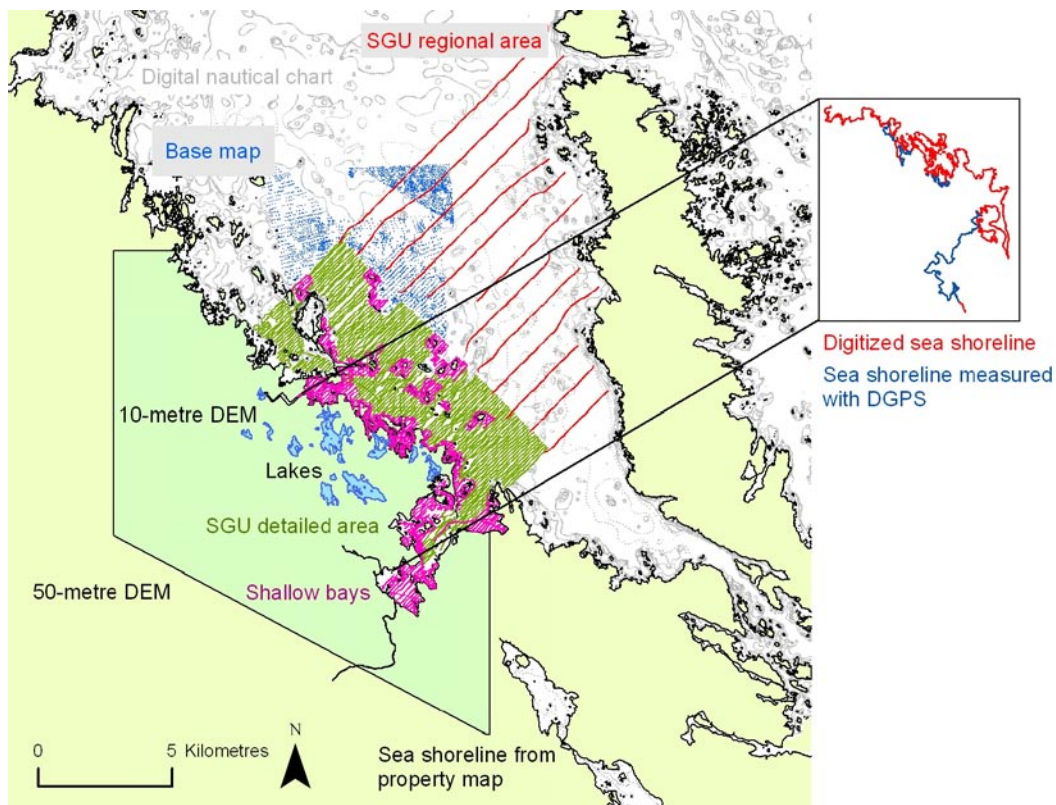 SGU regional area
Digital nautical chart
Base map
Digitized sea shoreline
Sea shoreline measured
with DGPS
10-metre DEM
Lakes
SGU detailed area
50-metre DEM
Shallow bays
N
0 5 Kilometres
Sea shoreline from
property map